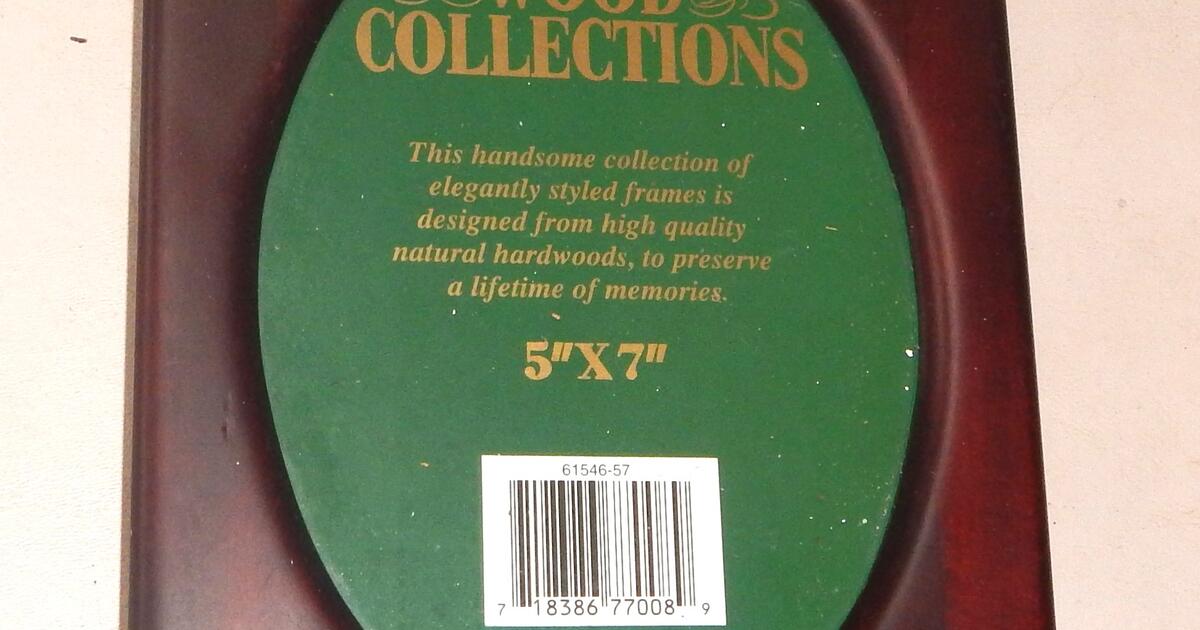 WOOD
COLLECTIONS
This handsome collection of
elegantly styled frames is
designed from high quality
natural hardwoods, to preserve
a lifetime of memories.
5"X7"
61546-57
7 18386 77008 9